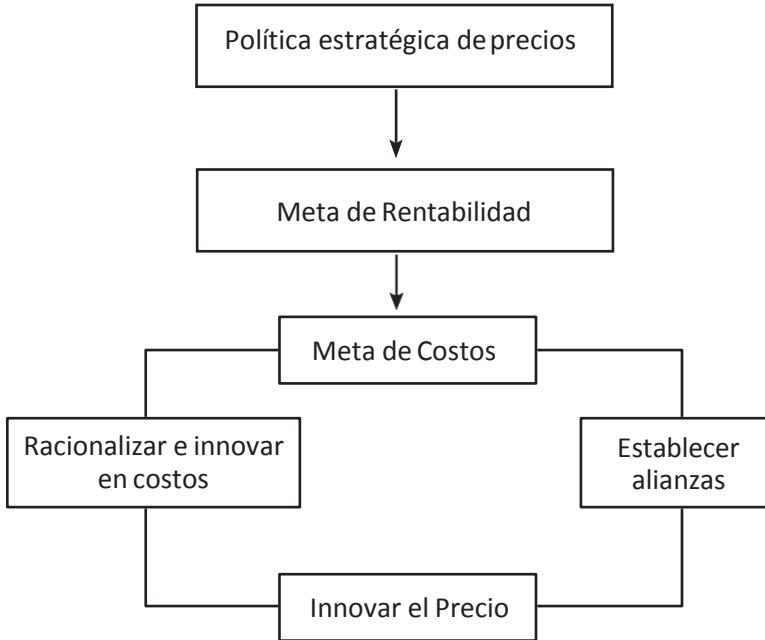 Política estratégica de precios
Meta de Rentabilidad
Meta de Costos
Racionalizar e innovar
en costos
Establecer
alianzas
Innovar el Precio